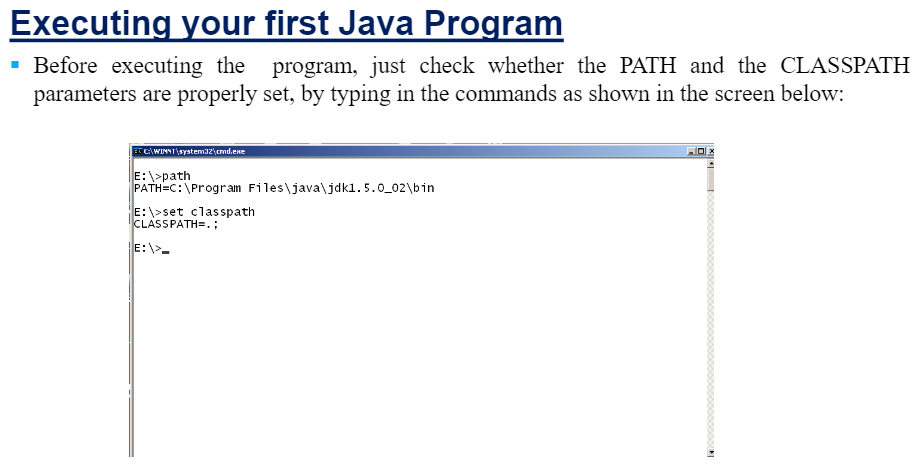 Executing your first Java Program
Before executing the program, just check whether the PATH and the CLASSPATH
parameters are properly set, by typing in the commands as shown in the screen below:
C:\WINNT\system32\cmd.exe
E:\>path
PATH=C:\Program Files\java\jdk1.5.0_02\bin
E:\>set classpath
CLASSPATH=.;
E:\>_